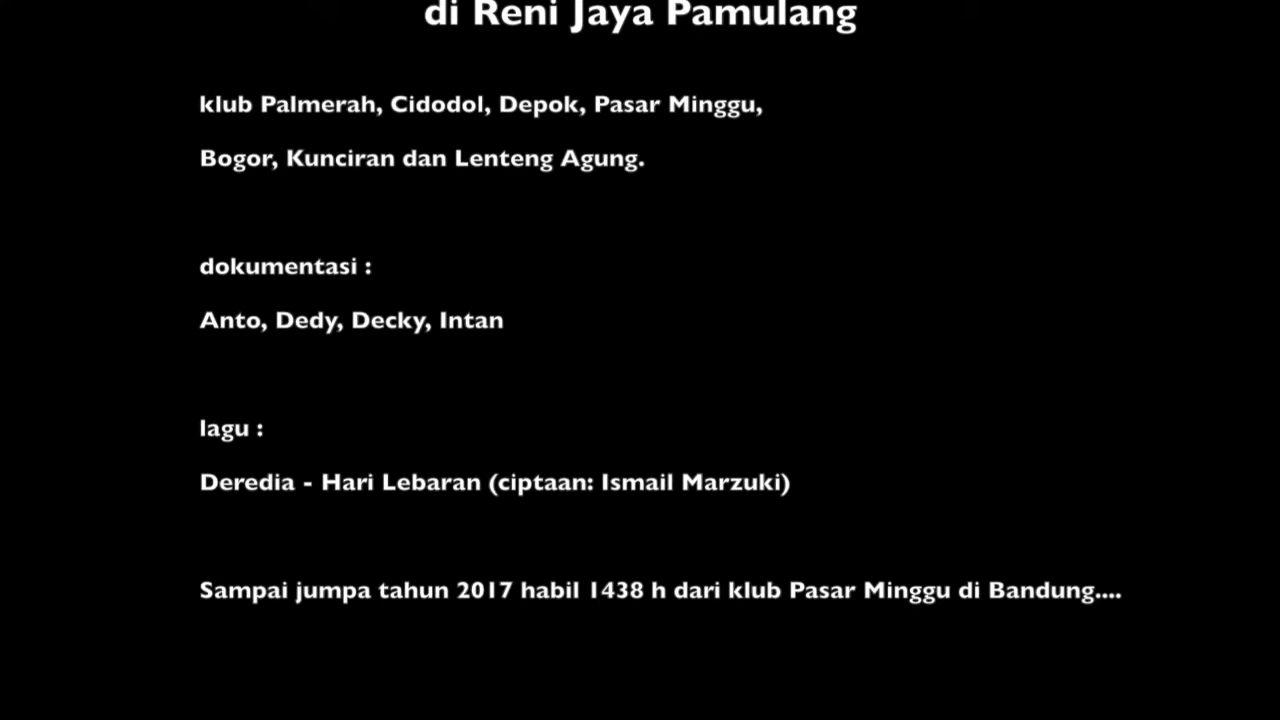 di Reni Jaya Pamulang
klub Palmerah, Cidodol, Depok, Pasar Minggu,
Bogor, Kunciran dan Lenteng Agung.
dokumentasi :
Anto, Dedy, Decky, Intan
lagu :
Deredia - Hari Lebaran (ciptaan: Ismail Marzuki)
Sampai jumpa tahun 2017 habil 1438 h dari klub Pasar Minggu di Bandung....